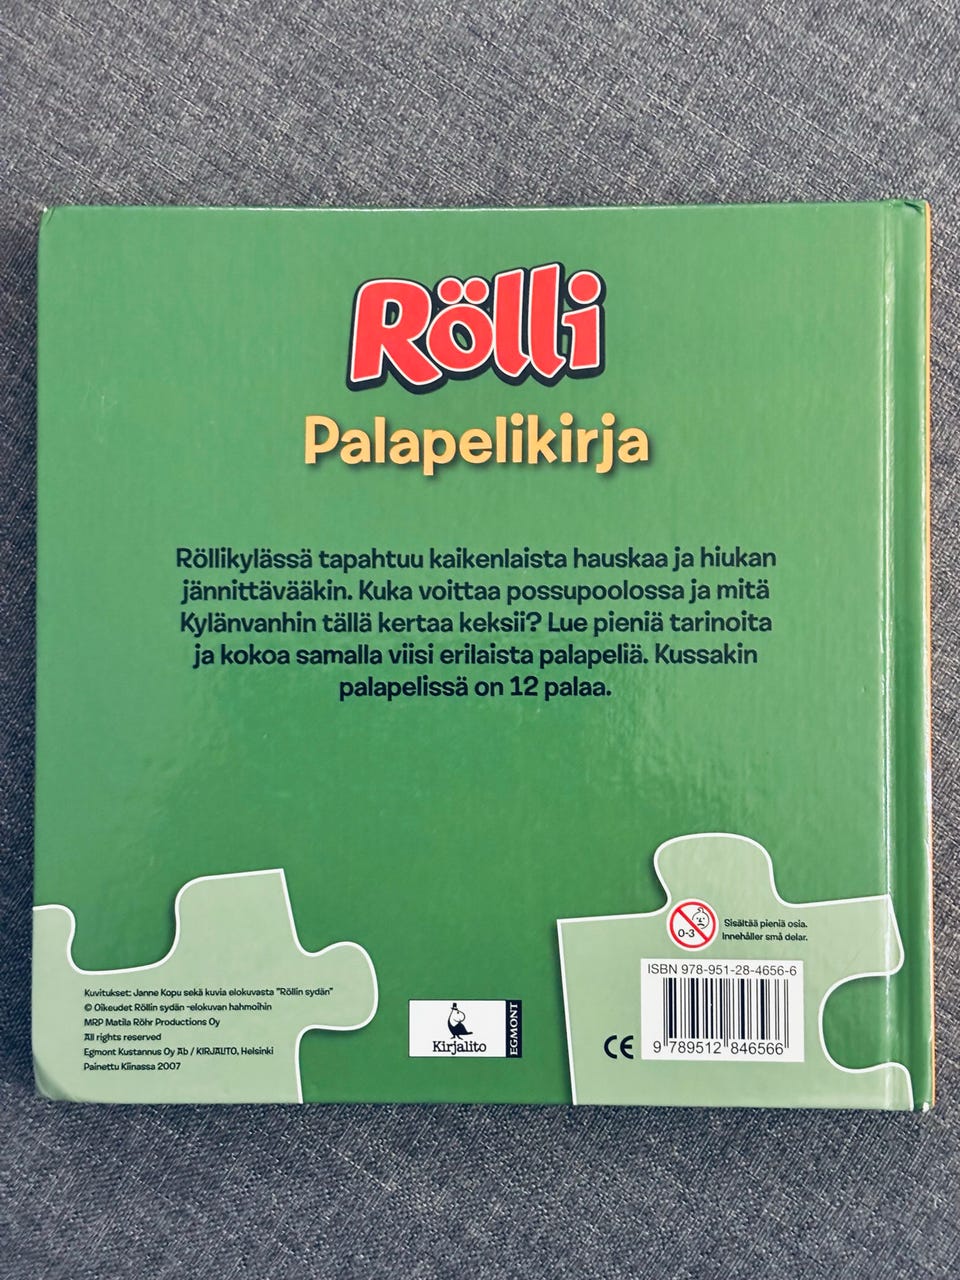 Rölli
Palapelikirja
Röllikylässä tapahtuu kaikenlaista hauskaa ja hiukan
jännittävääkin. Kuka voittaa possupoolossa ja mitä
Kylänvanhin tällä kertaa keksii? Lue pieniä tarinoita
ja kokoa samalla viisi erilaista palapeliä. Kussakin
palapelissä on 12 palaa.
Kuvitukset: Janne Kopu sekä kuvia elokuvasta "Röllin sydän"
© Oikeudet Röllin sydän -elokuvan hahmoihin
MRP Matila Röhr Productions Oy
All rights reserved
Egmont Kustannus Oy Ab / KIRJALITO, Helsinki
Painettu Kiinassa 2007
Kirjalito
EGMONT
0-3
Sisältää pieniä osia.
Innehåller små delar.
CE
ISBN 978-951-28-4656-6
9 789512 846566